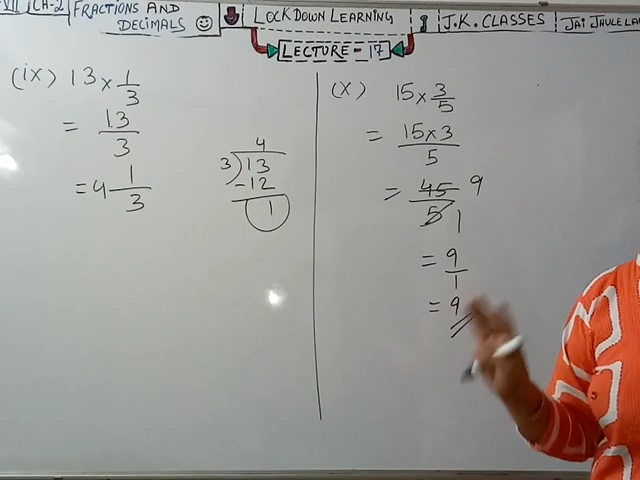 VII CH-2
FRACTIONS AND
DECIMALS
LOCKDOWN LEARNING
LECTURE - 17
J.K. CLASSES
JAI JHULELA
(ix) 13 × 1/3
= 13/3
= 4 1/3
4
3)13
-12
1
(X) 15 × 3/5
= 15×3/5
= 45/5 9 1
= 9/1
= 9